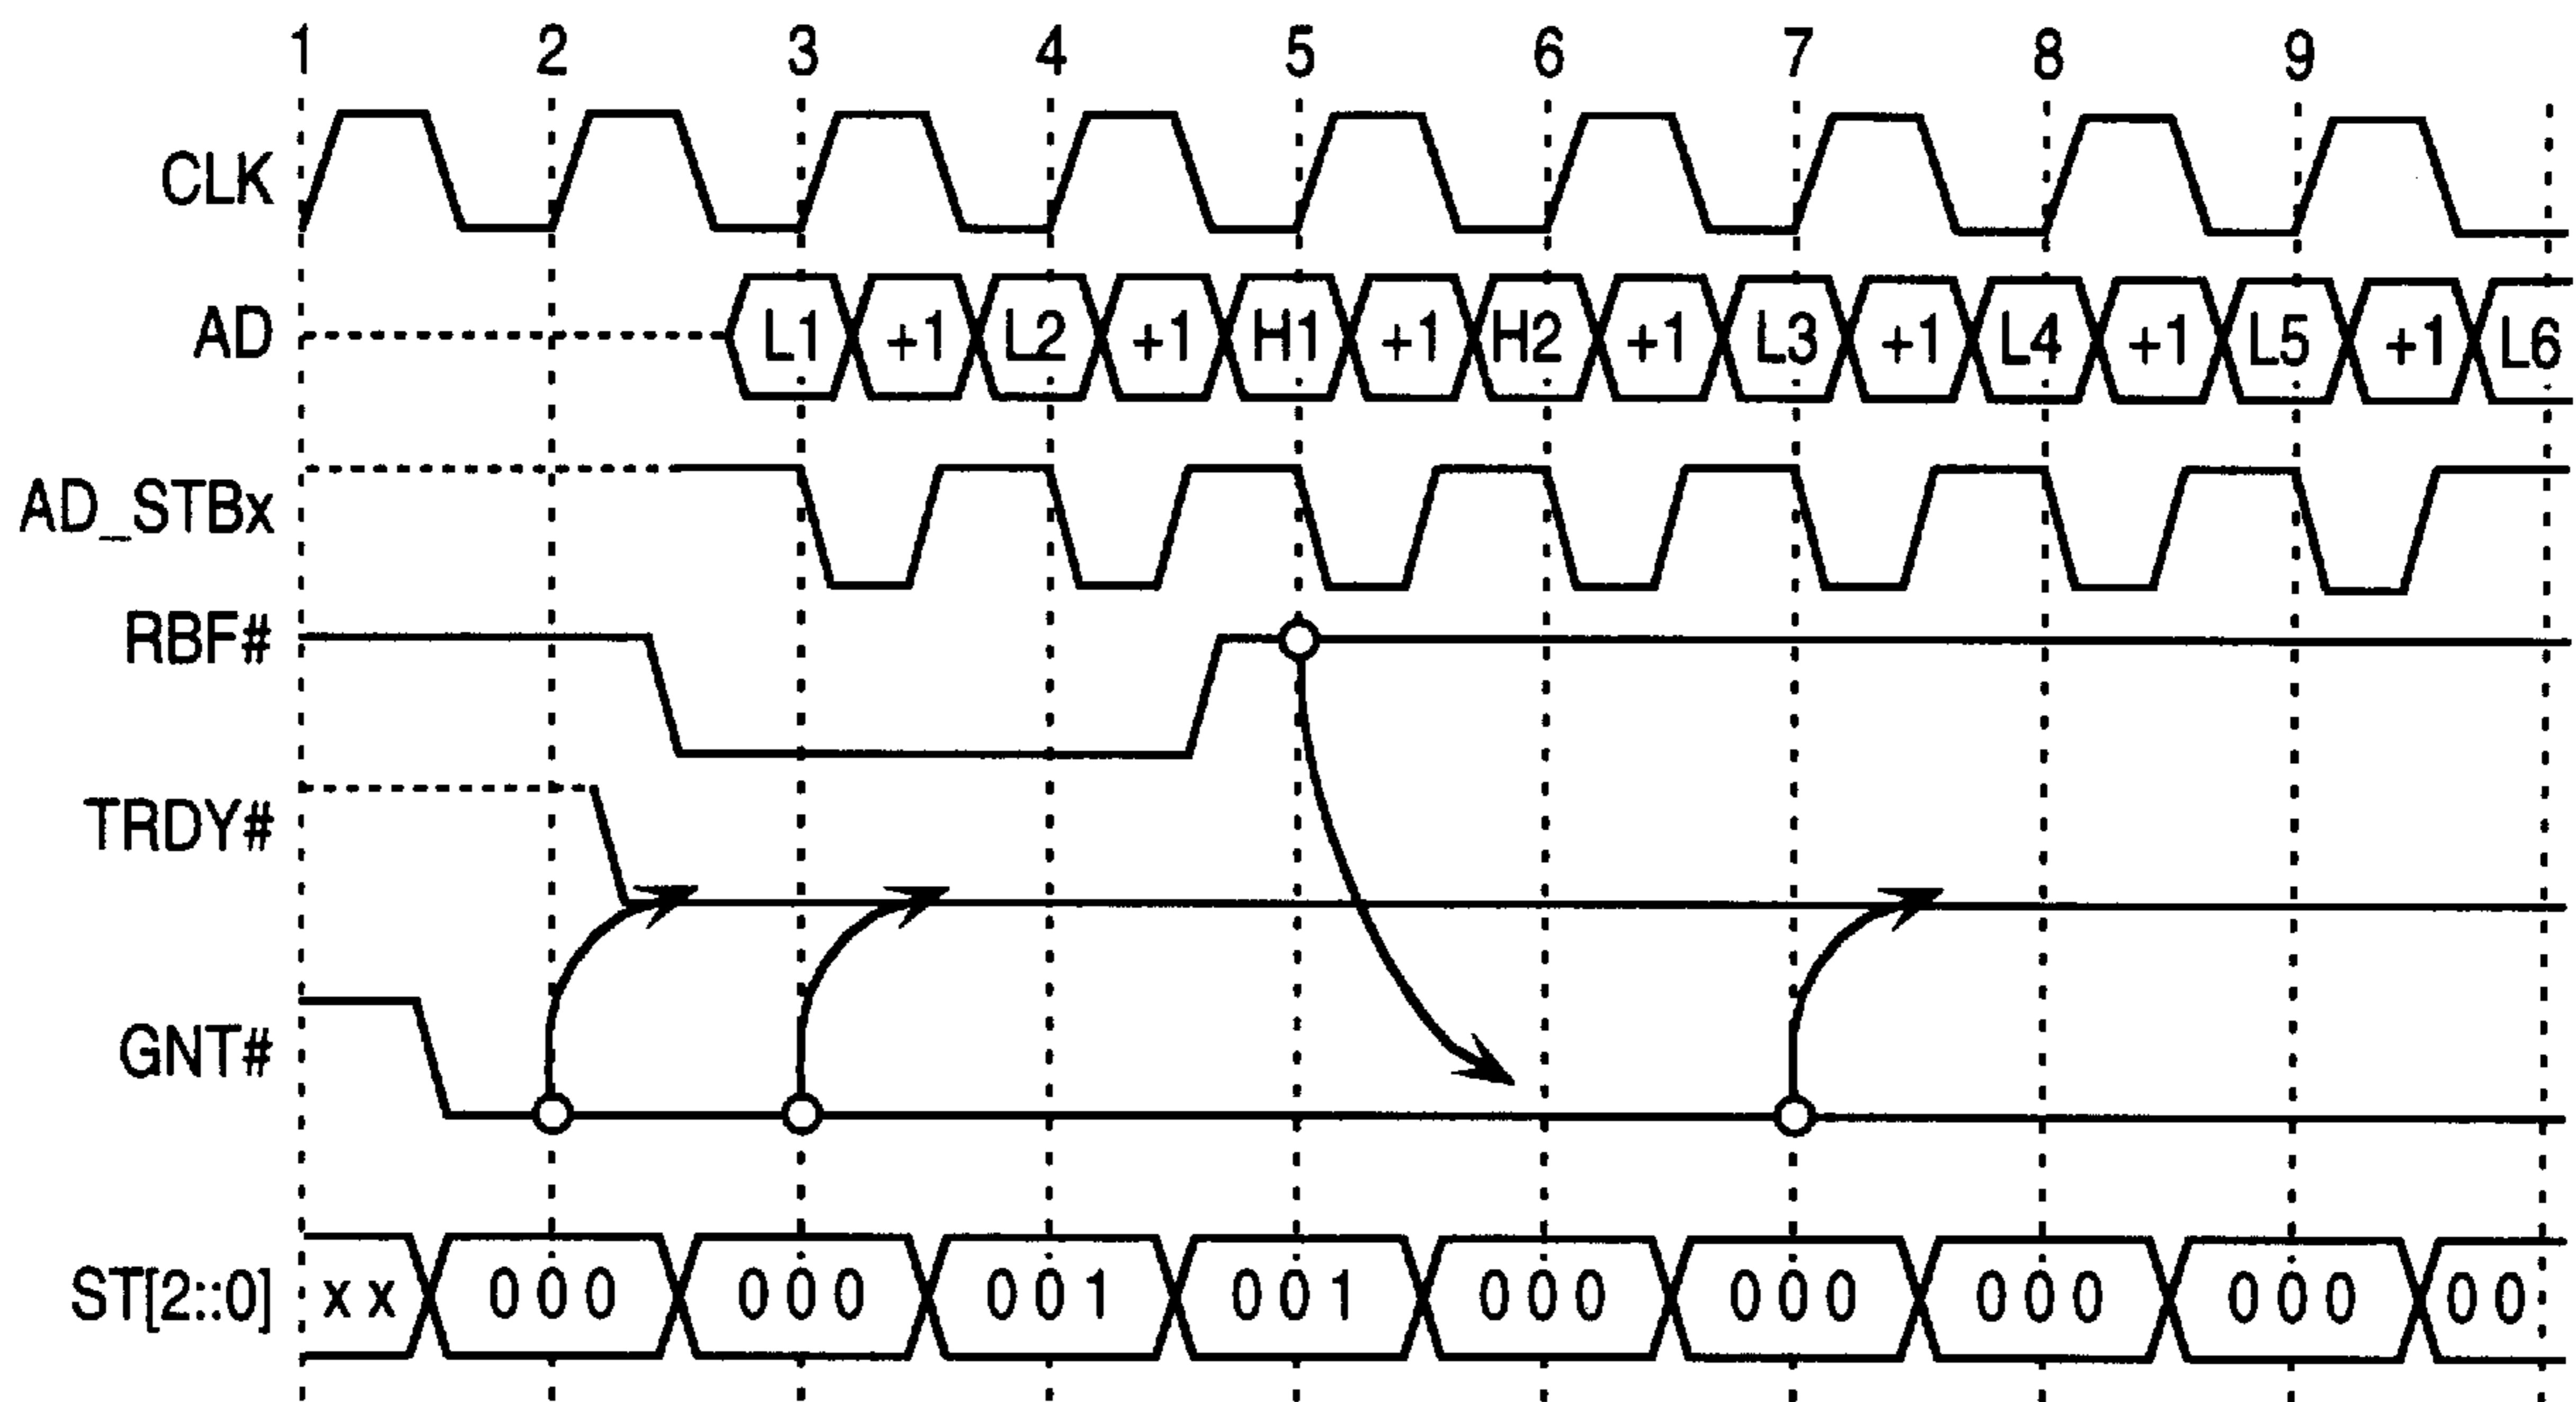 1 2 3 4 5 6 7 8 9
CLK
AD L1 +1 L2 +1 H1 +1 H2 +1 L3 +1 L4 +1 L5 +1 L6
AD_STBx
RBF#
TRDY#
GNT#
ST[2::0] x x 0 0 0 0 0 0 0 0 1 0 0 1 0 0 0 0 0 0 0 0 0 0 0 0 0 0